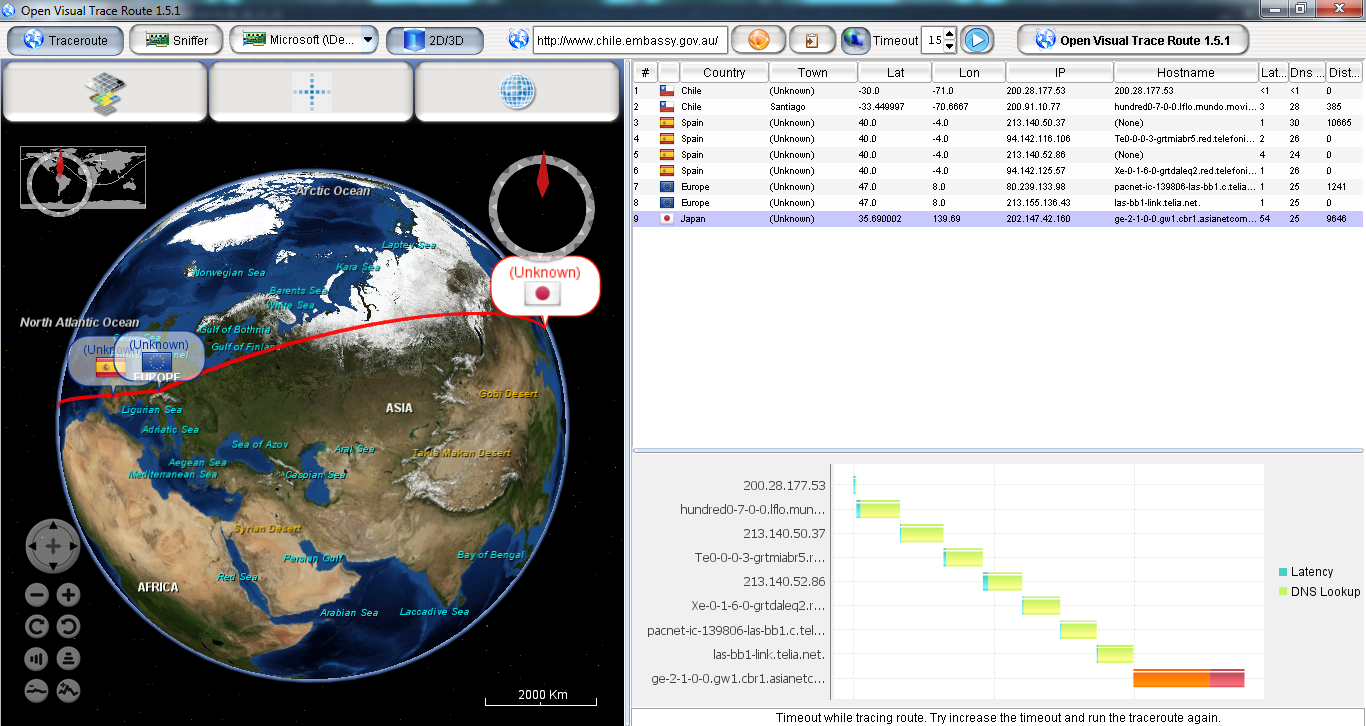 Open Visual Trace Route 1.5.1
Traceroute Sniffer Microsoft (\De... 2D/3D http://www.chile.embassy.gov.au/ Timeout 15 Open Visual Trace Route 1.5.1
# Country Town Lat Lon IP Hostname Lat... Dns ... Dist...
1 Chile (Unknown) -30.0 -71.0 200.28.177.53 200.28.177.53 <1 <1 0
2 Chile Santiago -33.449997 -70.6667 200.91.10.77 hundred0-7-0-0.lflo.mundo.movi... 3 28 385
3 Spain (Unknown) 40.0 -4.0 213.140.50.37 (None) 1 30 10665
4 Spain (Unknown) 40.0 -4.0 94.142.116.106 Te0-0-0-3-grtmiabr5.red.telefoni... 2 26 0
5 Spain (Unknown) 40.0 -4.0 213.140.52.86 (None) 4 24 0
6 Spain (Unknown) 40.0 -4.0 94.142.125.57 Xe-0-1-6-0-grtdaleq2.red.telefoni... 1 26 0
7 Europe (Unknown) 47.0 8.0 80.239.133.98 pacnet-ic-139806-las-bb1.c.telia... 1 25 1241
8 Europe (Unknown) 47.0 8.0 213.155.136.43 las-bb1-link.telia.net. 1 25 0
9 Japan (Unknown) 35.690002 139.69 202.147.42.160 ge-2-1-0-0.gw1.cbr1.asianetcom... 54 25 9646
Arctic Ocean
Laptev Sea
Kara Sea
Norwegian Sea
(Unknown)
Barents Sea
White Sea
North Atlantic Ocean
Gulf of Bothnia
(Unknown)
Gulf of Finland
EUROPE
Gobi Desert
Ligurian Sea
ASIA
Adriatic Sea
Sea of Azov
Aral Sea
Takla Makan Desert
Aegean Sea
Mediterranean Sea
Caspian Sea
Syrian Desert
Persian Gulf
Bay of Bengal
Red Sea
AFRICA
Arabian Sea
Laccadive Sea
2000 Km
200.28.177.53
hundred0-7-0-0.lflo.mun...
213.140.50.37
Te0-0-0-3-grtmiabr5.r...
213.140.52.86
Xe-0-1-6-0-grtdaleq2.r...
pacnet-ic-139806-las-bb1.c.tel...
las-bb1-link.telia.net.
ge-2-1-0-0.gw1.cbr1.asianetc...
Latency
DNS Lookup
Timeout while tracing route. Try increase the timeout and run the traceroute again.